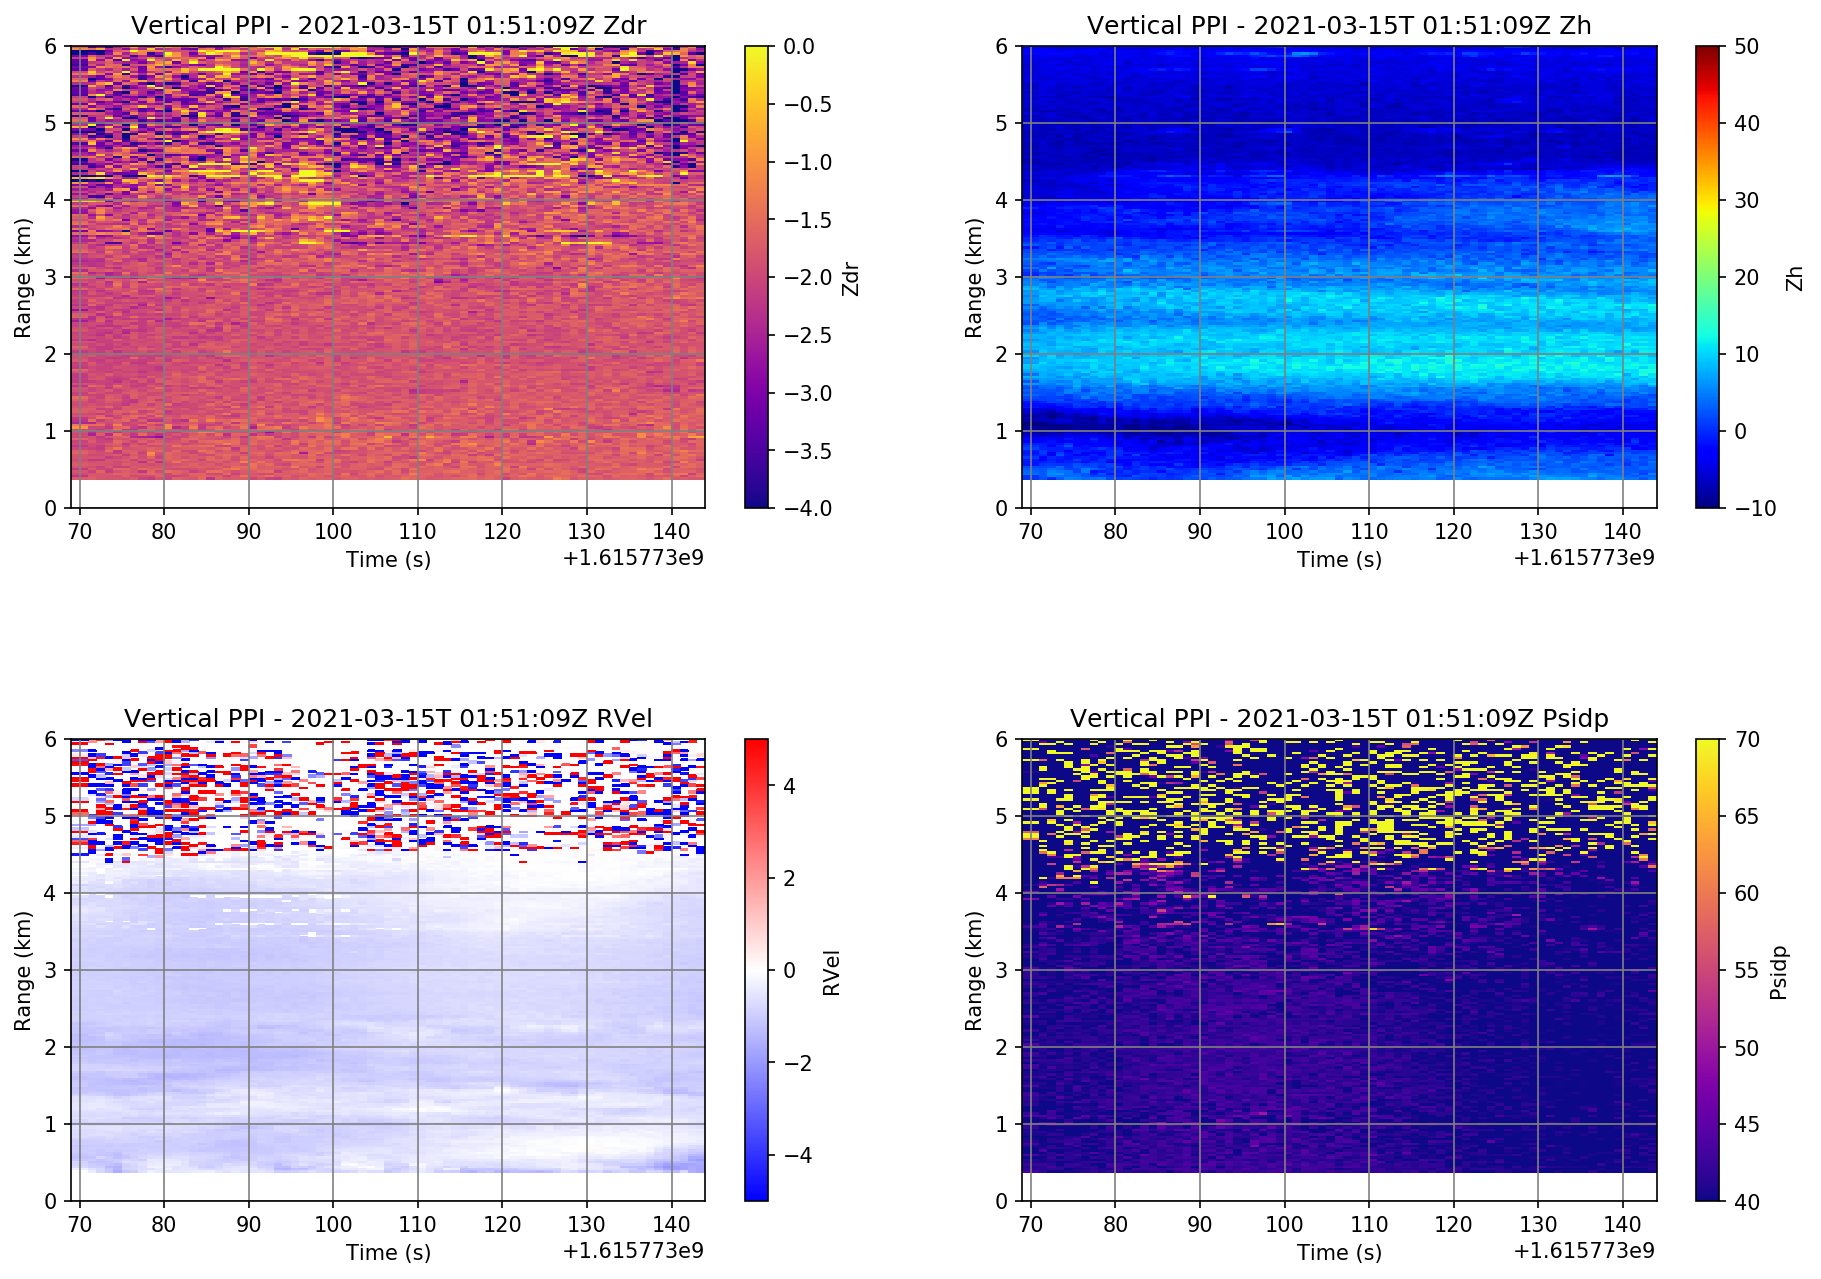 Vertical PPI - 2021-03-15T 01:51:09Z Zdr
6
5
4
3
2
1
0
Range (km)
70 80 90 100 110 120 130 140
Time (s)
+1.615773e9
0.0
−0.5
−1.0
−1.5
−2.0
−2.5
−3.0
−3.5
−4.0
Zdr
Vertical PPI - 2021-03-15T 01:51:09Z Zh
6
5
4
3
2
1
0
Range (km)
70 80 90 100 110 120 130 140
Time (s)
+1.615773e9
50
40
30
20
10
0
−10
Zh
Vertical PPI - 2021-03-15T 01:51:09Z RVel
6
5
4
3
2
1
0
Range (km)
70 80 90 100 110 120 130 140
Time (s)
+1.615773e9
4
2
0
−2
−4
RVel
Vertical PPI - 2021-03-15T 01:51:09Z Psidp
6
5
4
3
2
1
0
Range (km)
70 80 90 100 110 120 130 140
Time (s)
+1.615773e9
70
65
60
55
50
45
40
Psidp